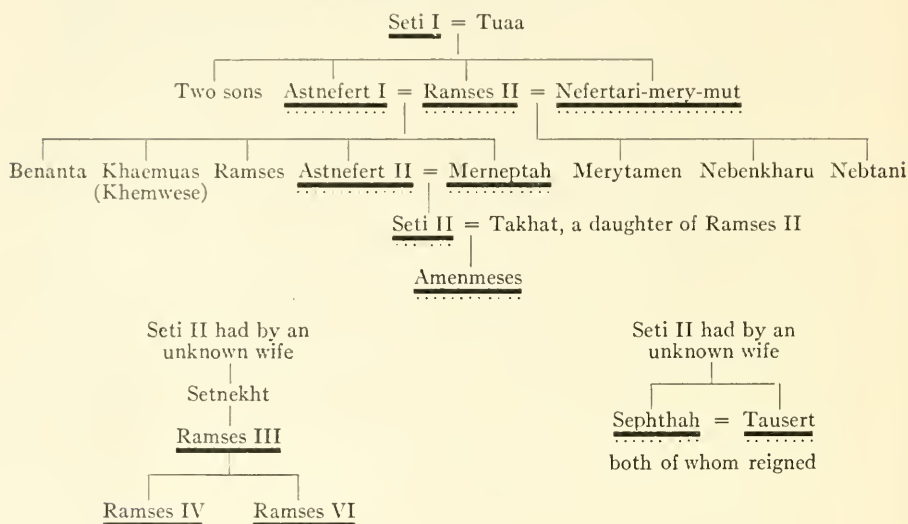 Seti I = Tuaa
Two sons Astnefert I = Ramses II = Nefertari-mery-mut
Benanta Khaemuas Ramses Astnefert II = Merneptah Merytamen Nebenkharu Nebtani
(Khemwese)
Seti II = Takhat, a daughter of Ramses II
Amenmeses
Seti II had by an
unknown wife
Setnekht
Ramses III
Ramses IV Ramses VI
Seti II had by an
unknown wife
Sephthah = Tausert
both of whom reigned